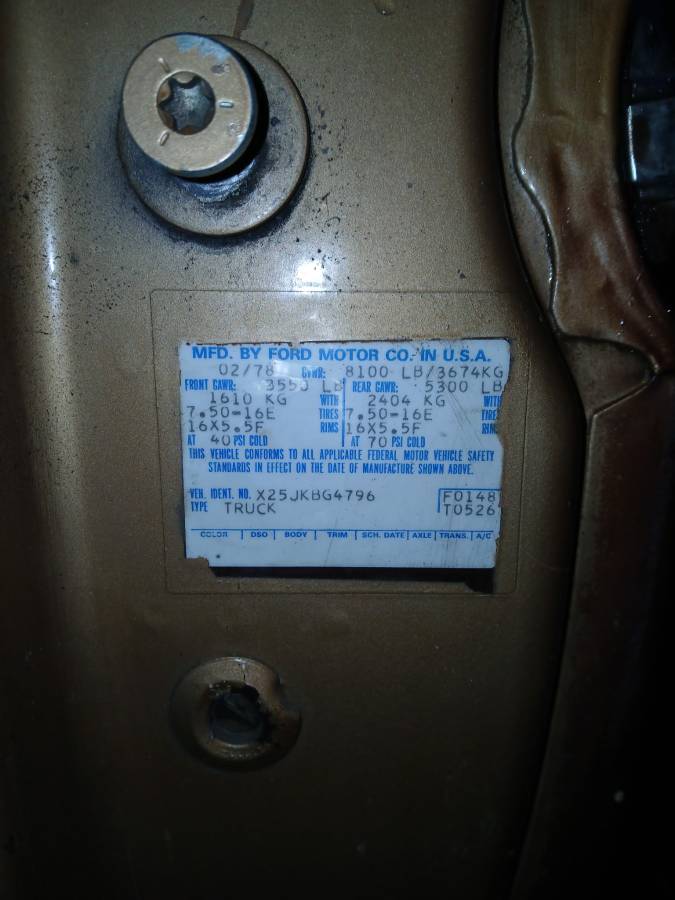 MFD. BY FORD MOTOR CO. IN U.S.A.
02/78 GVWR: 8100 LB/3674KG
FRONT GAWR: 3550 LB REAR GAWR: 5300 LB
1610 KG WITH 2404 KG WITH
7.50-16E TIRES 7.50-16E TIRE
16X5.5F RIMS 16X5.5F RIMS
AT 40 PSI COLD AT 70 PSI COLD
THIS VEHICLE CONFORMS TO ALL APPLICABLE FEDERAL MOTOR VEHICLE SAFETY
STANDARDS IN EFFECT ON THE DATE OF MANUFACTURE SHOWN ABOVE.
VEH. IDENT. NO. X25JKBG4796 F0148
TYPE TRUCK T0526
COLOR DSO BODY TRIM SCH. DATE AXLE TRANS. A/C